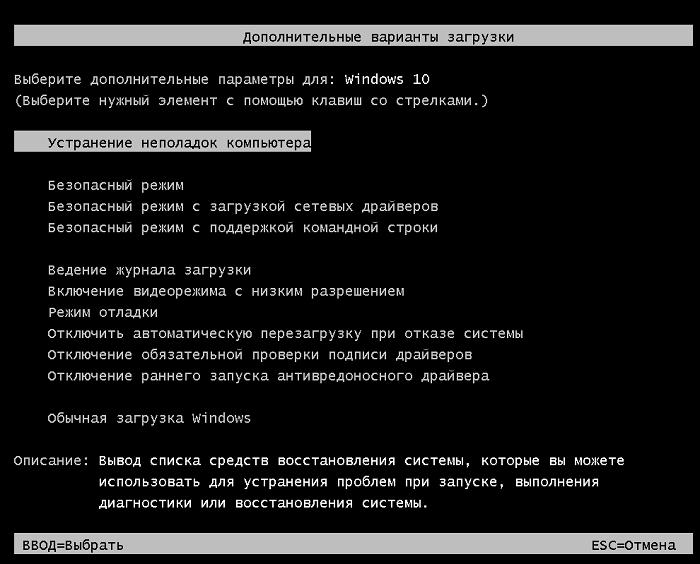 Дополнительные варианты загрузки
Выберите дополнительные параметры для: Windows 10
(Выберите нужный элемент с помощью клавиш со стрелками.)
Устранение неполадок компьютера
Безопасный режим
Безопасный режим с загрузкой сетевых драйверов
Безопасный режим с поддержкой командной строки
Ведение журнала загрузки
Включение видеорежима с низким разрешением
Режим отладки
Отключить автоматическую перезагрузку при отказе системы
Отключение обязательной проверки подписи драйверов
Отключение раннего запуска антивредоносного драйвера
Обычная загрузка Windows
Описание: Вывод списка средств восстановления системы, которые вы можете
использовать для устранения проблем при запуске, выполнения
диагностики или восстановления системы.
ВВОД=Выбрать ESC=Отмена